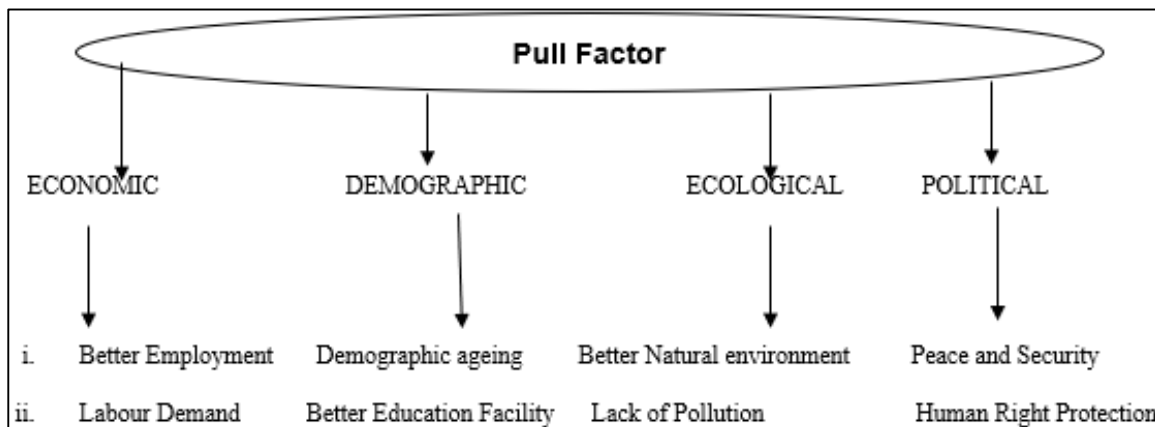 Pull Factor
ECONOMIC DEMOGRAPHIC ECOLOGICAL POLITICAL
i. Better Employment Demographic ageing Better Natural environment Peace and Security
ii. Labour Demand Better Education Facility Lack of Pollution Human Right Protection